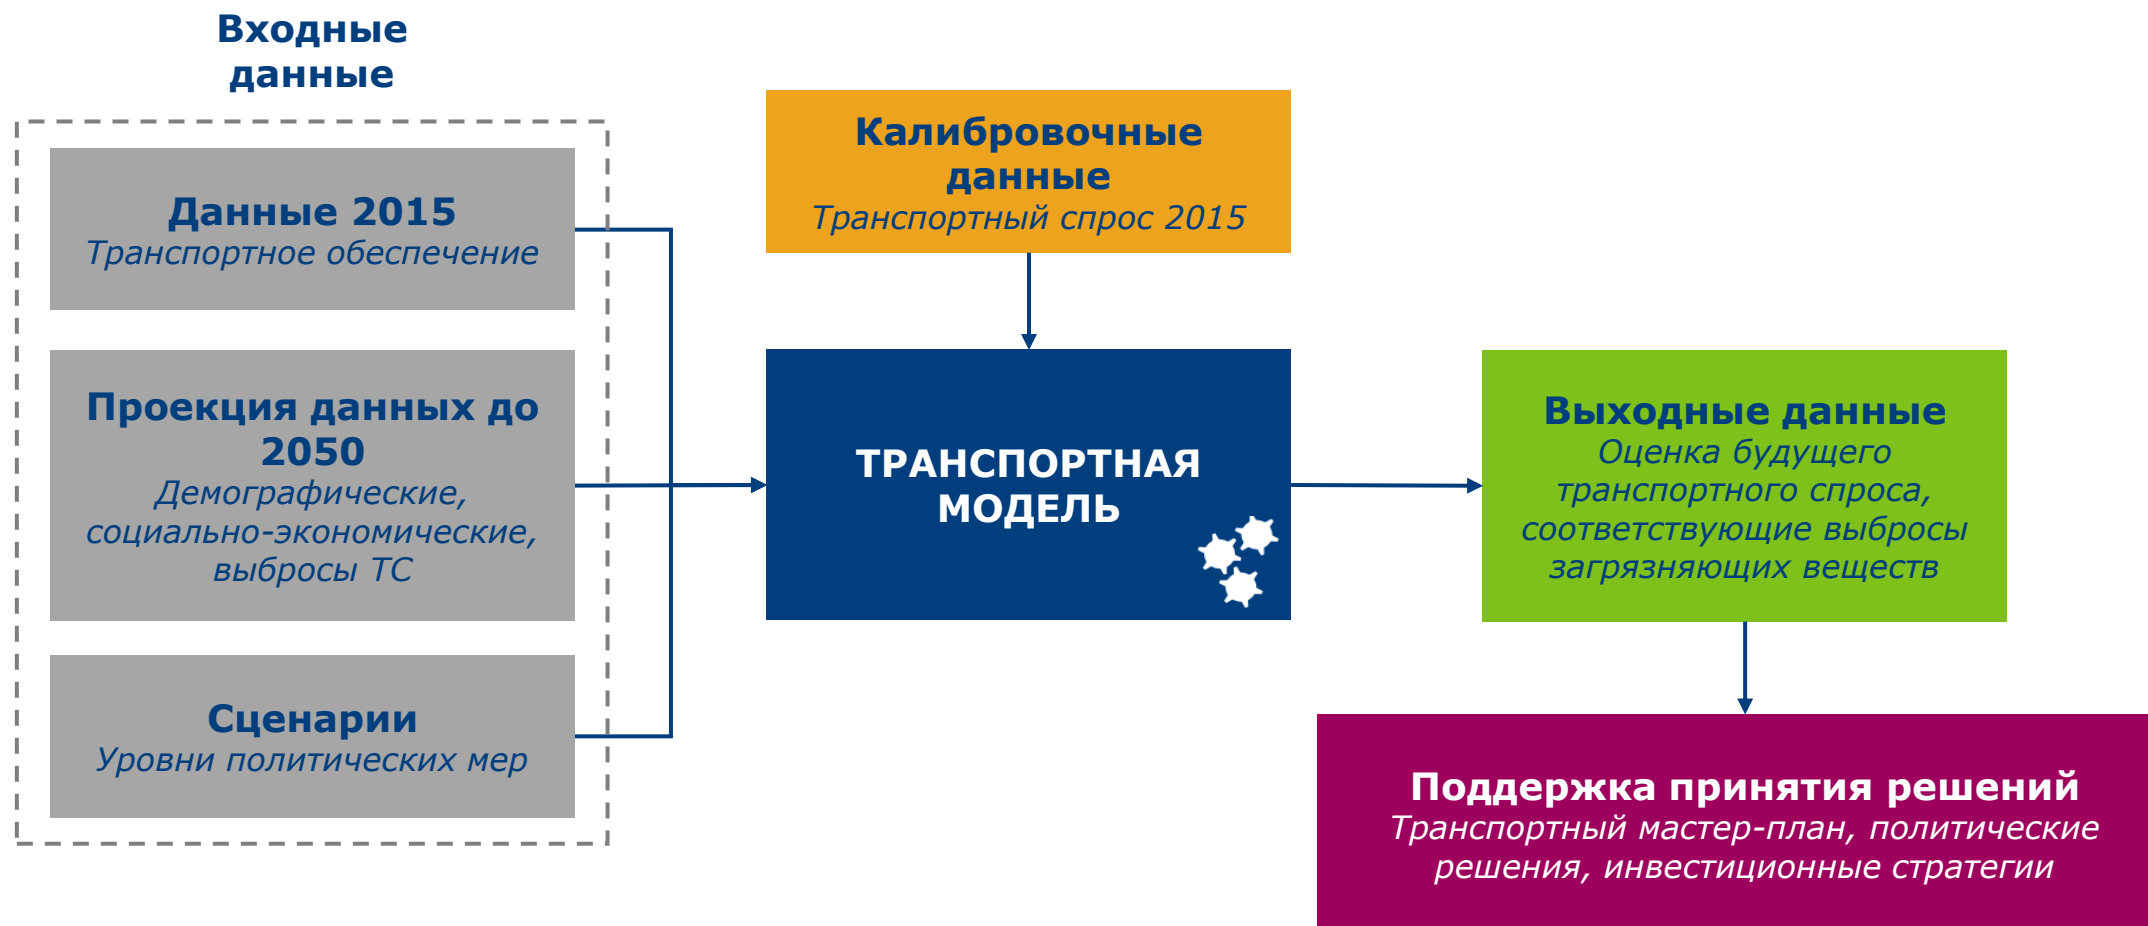 Входные
данные
Данные 2015
Транспортное обеспечение
Проекция данных до
2050
Демографические,
социально-экономические,
выбросы ТС
Сценарии
Уровни политических мер
Калибровочные
данные
Транспортный спрос 2015
ТРАНСПОРТНАЯ
МОДЕЛЬ
Выходные данные
Оценка будущего
транспортного спроса,
соответствующие выбросы
загрязняющих веществ
Поддержка принятия решений
Транспортный мастер-план, политические
решения, инвестиционные стратегии